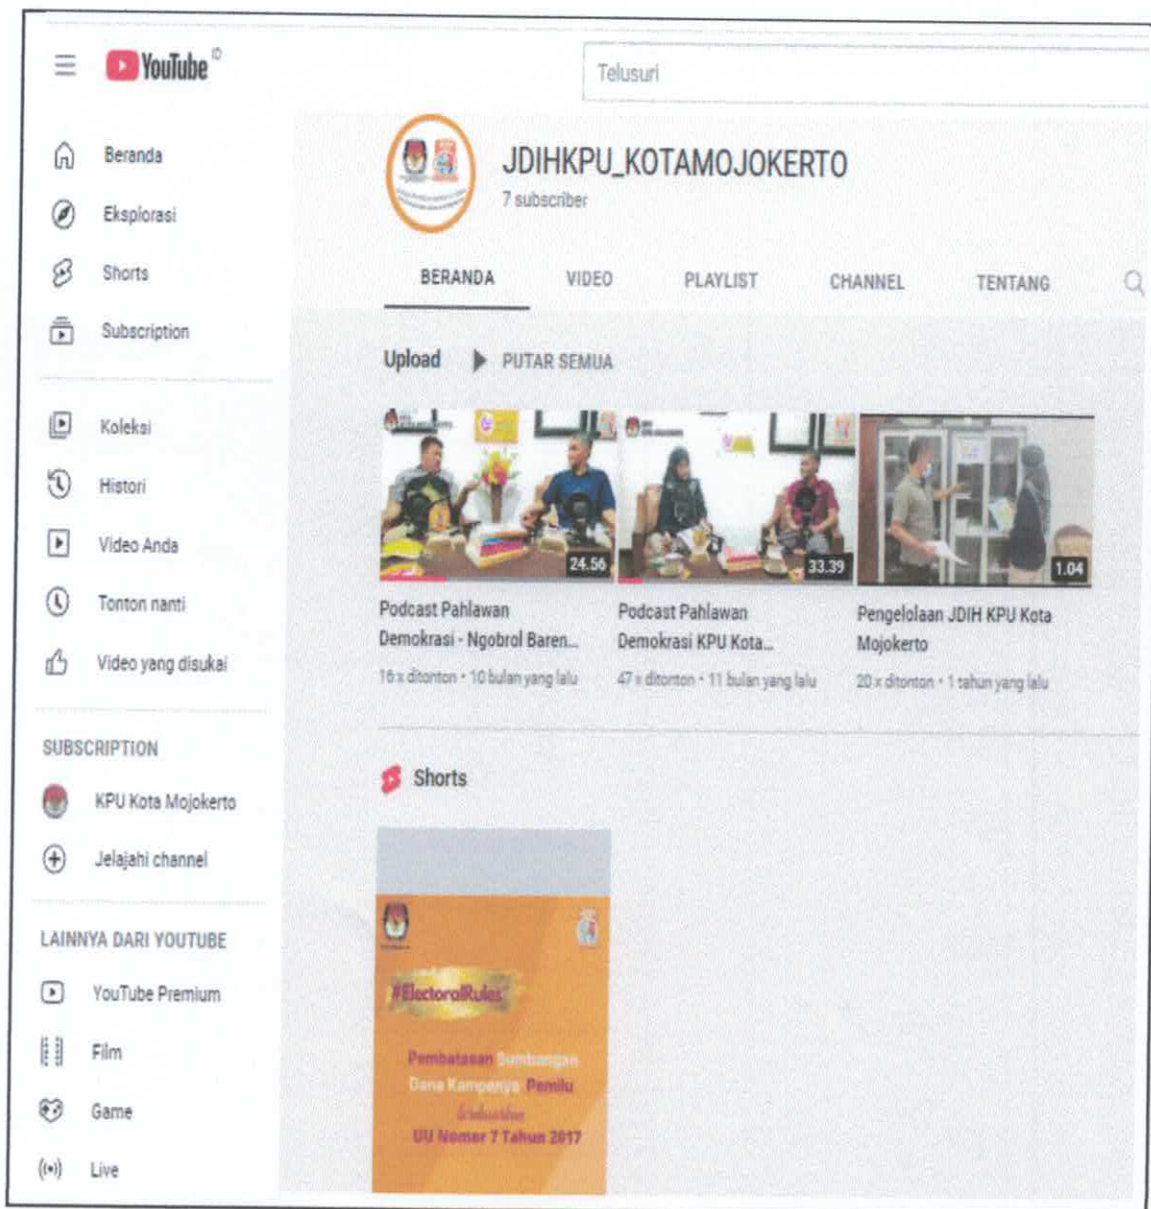 YouTube ID
Telusuri
Beranda
Eksplorasi
Shorts
Subscription
Koleksi
Histori
Video Anda
Tonton nanti
Video yang disukai
SUBSCRIPTION
KPU Kota Mojokerto
Jelajahi channel
LAINNYA DARI YOUTUBE
YouTube Premium
Film
Game
Live
JDIHKPU_KOTAMOJOKERTO
7 subscriber
BERANDA VIDEO PLAYLIST CHANNEL TENTANG
Upload PUTAR SEMUA
24.56
Podcast Pahlawan
Demokrasi - Ngobrol Baren...
16 x ditonton • 10 bulan yang lalu
33.39
Podcast Pahlawan
Demokrasi KPU Kota...
47 x ditonton • 11 bulan yang lalu
1.04
Pengelolaan JDIH KPU Kota
Mojokerto
20 x ditonton • 1 tahun yang lalu
Shorts
#ElectoralRules
Pembatasan Sumbangan
Dana Kampenye Pemilu
berdasarkan
UU Nomer 7 Tahun 2017